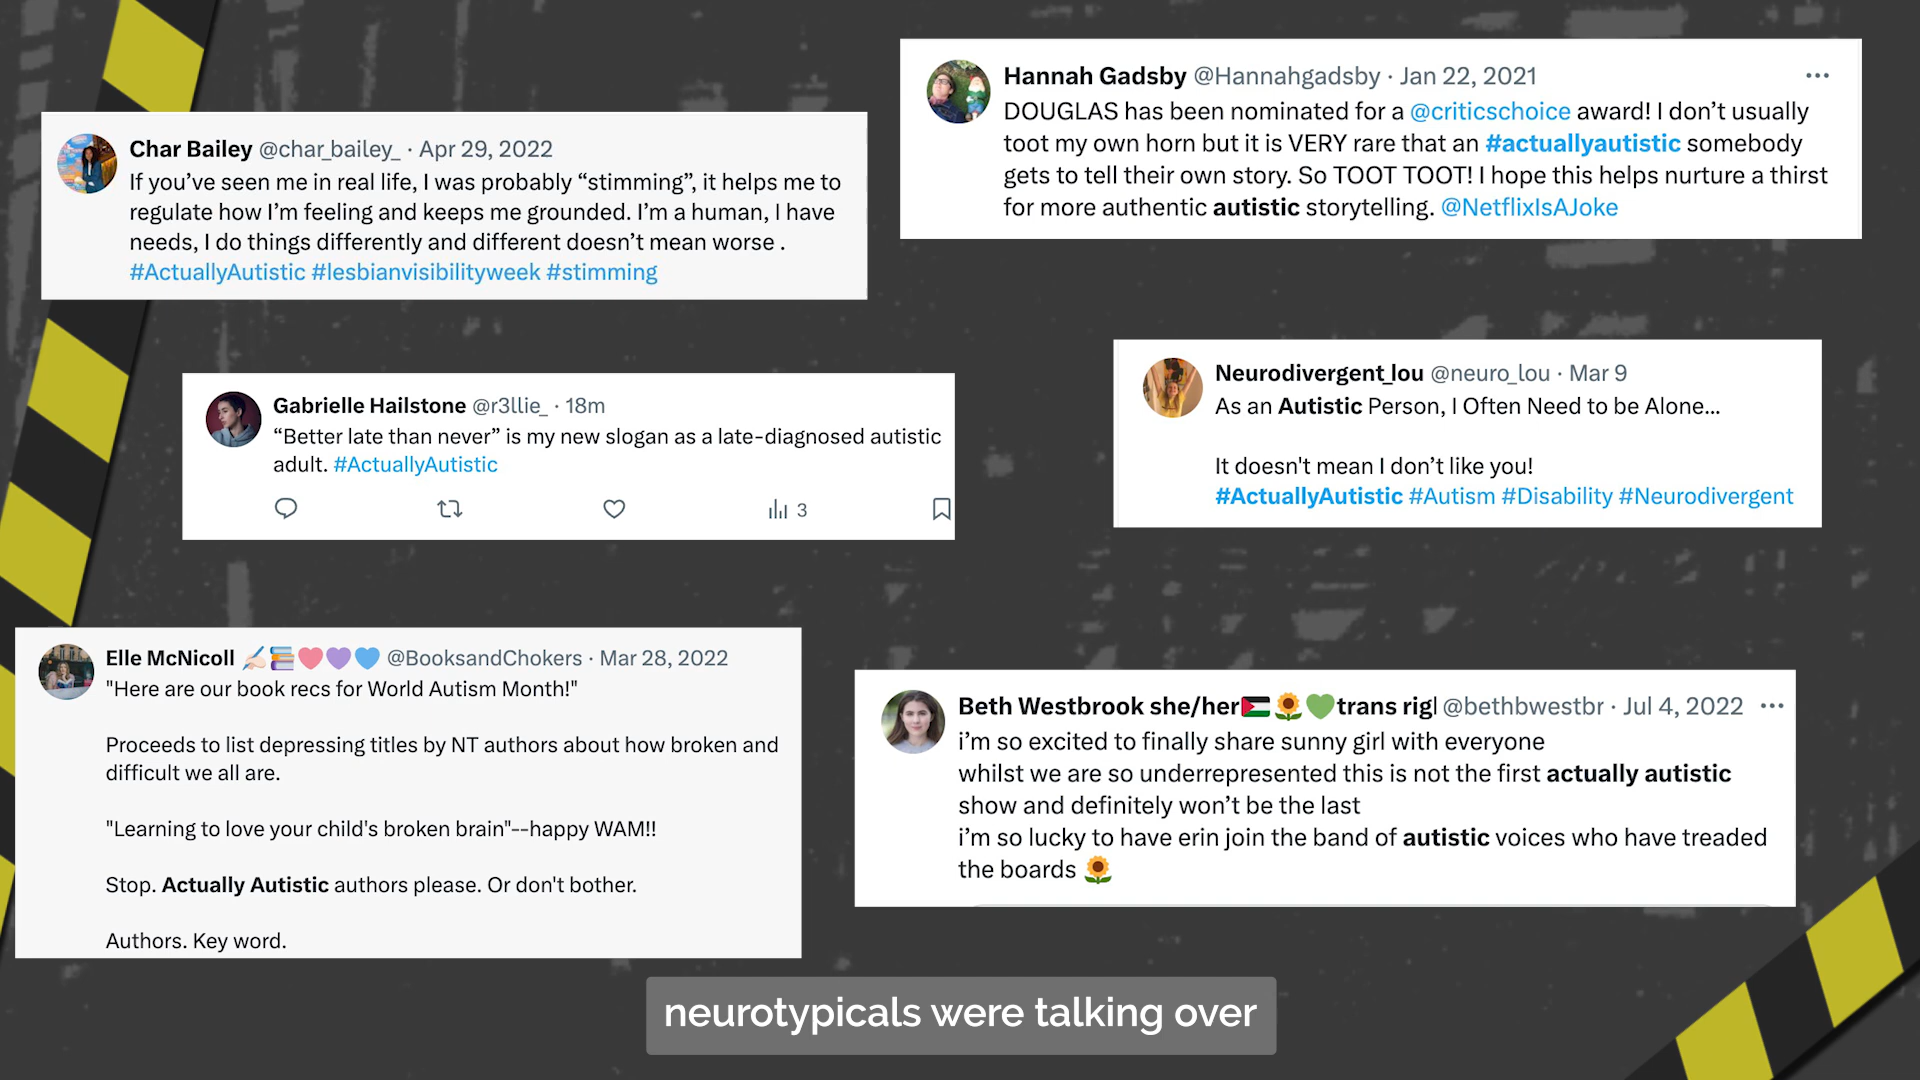 Char Bailey @char_bailey_ · Apr 29, 2022
If you’ve seen me in real life, I was probably “stimming”, it helps me to
regulate how I’m feeling and keeps me grounded. I’m a human, I have
needs, I do things differently and different doesn’t mean worse .
#ActuallyAutistic #lesbianvisibilityweek #stimming
Hannah Gadsby @Hannahgadsby · Jan 22, 2021
DOUGLAS has been nominated for a @criticschoice award! I don’t usually
toot my own horn but it is VERY rare that an #actuallyautistic somebody
gets to tell their own story. So TOOT TOOT! I hope this helps nurture a thirst
for more authentic autistic storytelling. @NetflixIsAJoke
Gabrielle Hailstone @r3llie_ · 18m
“Better late than never” is my new slogan as a late-diagnosed autistic
adult. #ActuallyAutistic
3
Neurodivergent_lou @neuro_lou · Mar 9
As an Autistic Person, I Often Need to be Alone...
It doesn't mean I don’t like you!
#ActuallyAutistic #Autism #Disability #Neurodivergent
Elle McNicoll ✍🏻📚🩷💜💙 @BooksandChokers · Mar 28, 2022
"Here are our book recs for World Autism Month!"
Proceeds to list depressing titles by NT authors about how broken and
difficult we all are.
"Learning to love your child's broken brain"--happy WAM!!
Stop. Actually Autistic authors please. Or don't bother.
Authors. Key word.
Beth Westbrook she/her🇵🇸🌻💚trans rigl @bethbwestbr · Jul 4, 2022
i’m so excited to finally share sunny girl with everyone
whilst we are so underrepresented this is not the first actually autistic
show and definitely won’t be the last
i’m so lucky to have erin join the band of autistic voices who have treaded
the boards 🌻
neurotypicals were talking over